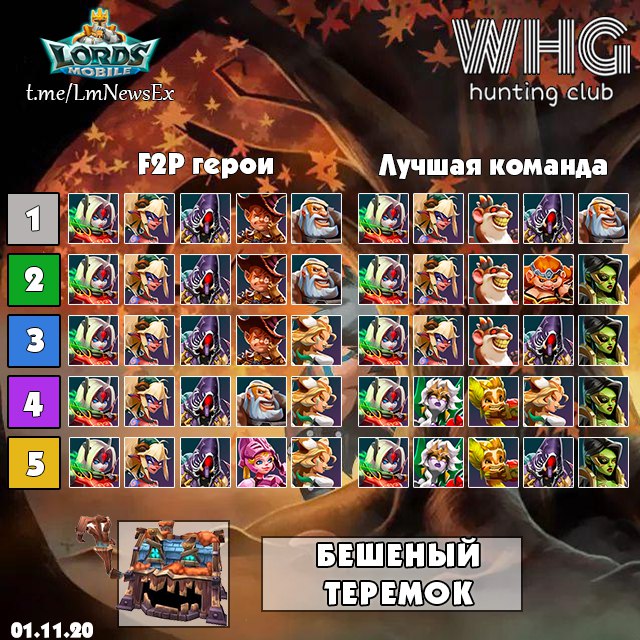 LORDS
MOBILE
t.me/LmNewsEx
WHG
hunting club
F2P герои
Лучшая команда
1
2
3
4
5
БЕШЕНЫЙ
ТЕРЕМОК
01.11.20